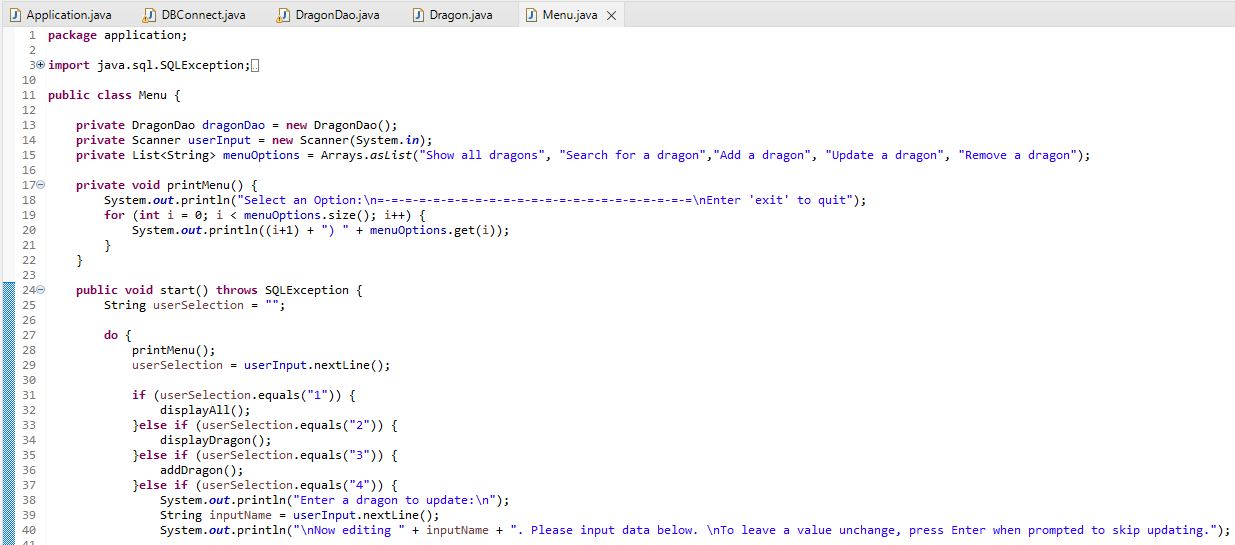 Application.java DBConnect.java DragonDao.java Dragon.java Menu.java
1 package application;
2
3 import java.sql.SQLException;
10
11 public class Menu {
12
13 private DragonDao dragonDao = new DragonDao();
14 private Scanner userInput = new Scanner(System.in);
15 private List<String> menuOptions = Arrays.asList("Show all dragons", "Search for a dragon","Add a dragon", "Update a dragon", "Remove a dragon");
16
17 private void printMenu() {
18 System.out.println("Select an Option:\n=-=-=-=-=-=-=-=-=-=-=-=-=-=-=-=-=-=-=-=-=-=-=\nEnter 'exit' to quit");
19 for (int i = 0; i < menuOptions.size(); i++) {
20 System.out.println((i+1) + ") " + menuOptions.get(i));
21 }
22 }
23
24 public void start() throws SQLException {
25 String userSelection = "";
26
27 do {
28 printMenu();
29 userSelection = userInput.nextLine();
30
31 if (userSelection.equals("1")) {
32 displayAll();
33 }else if (userSelection.equals("2")) {
34 displayDragon();
35 }else if (userSelection.equals("3")) {
36 addDragon();
37 }else if (userSelection.equals("4")) {
38 System.out.println("Enter a dragon to update:\n");
39 String inputName = userInput.nextLine();
40 System.out.println("\nNow editing " + inputName + ". Please input data below. \nTo leave a value unchange, press Enter when prompted to skip updating.");
41